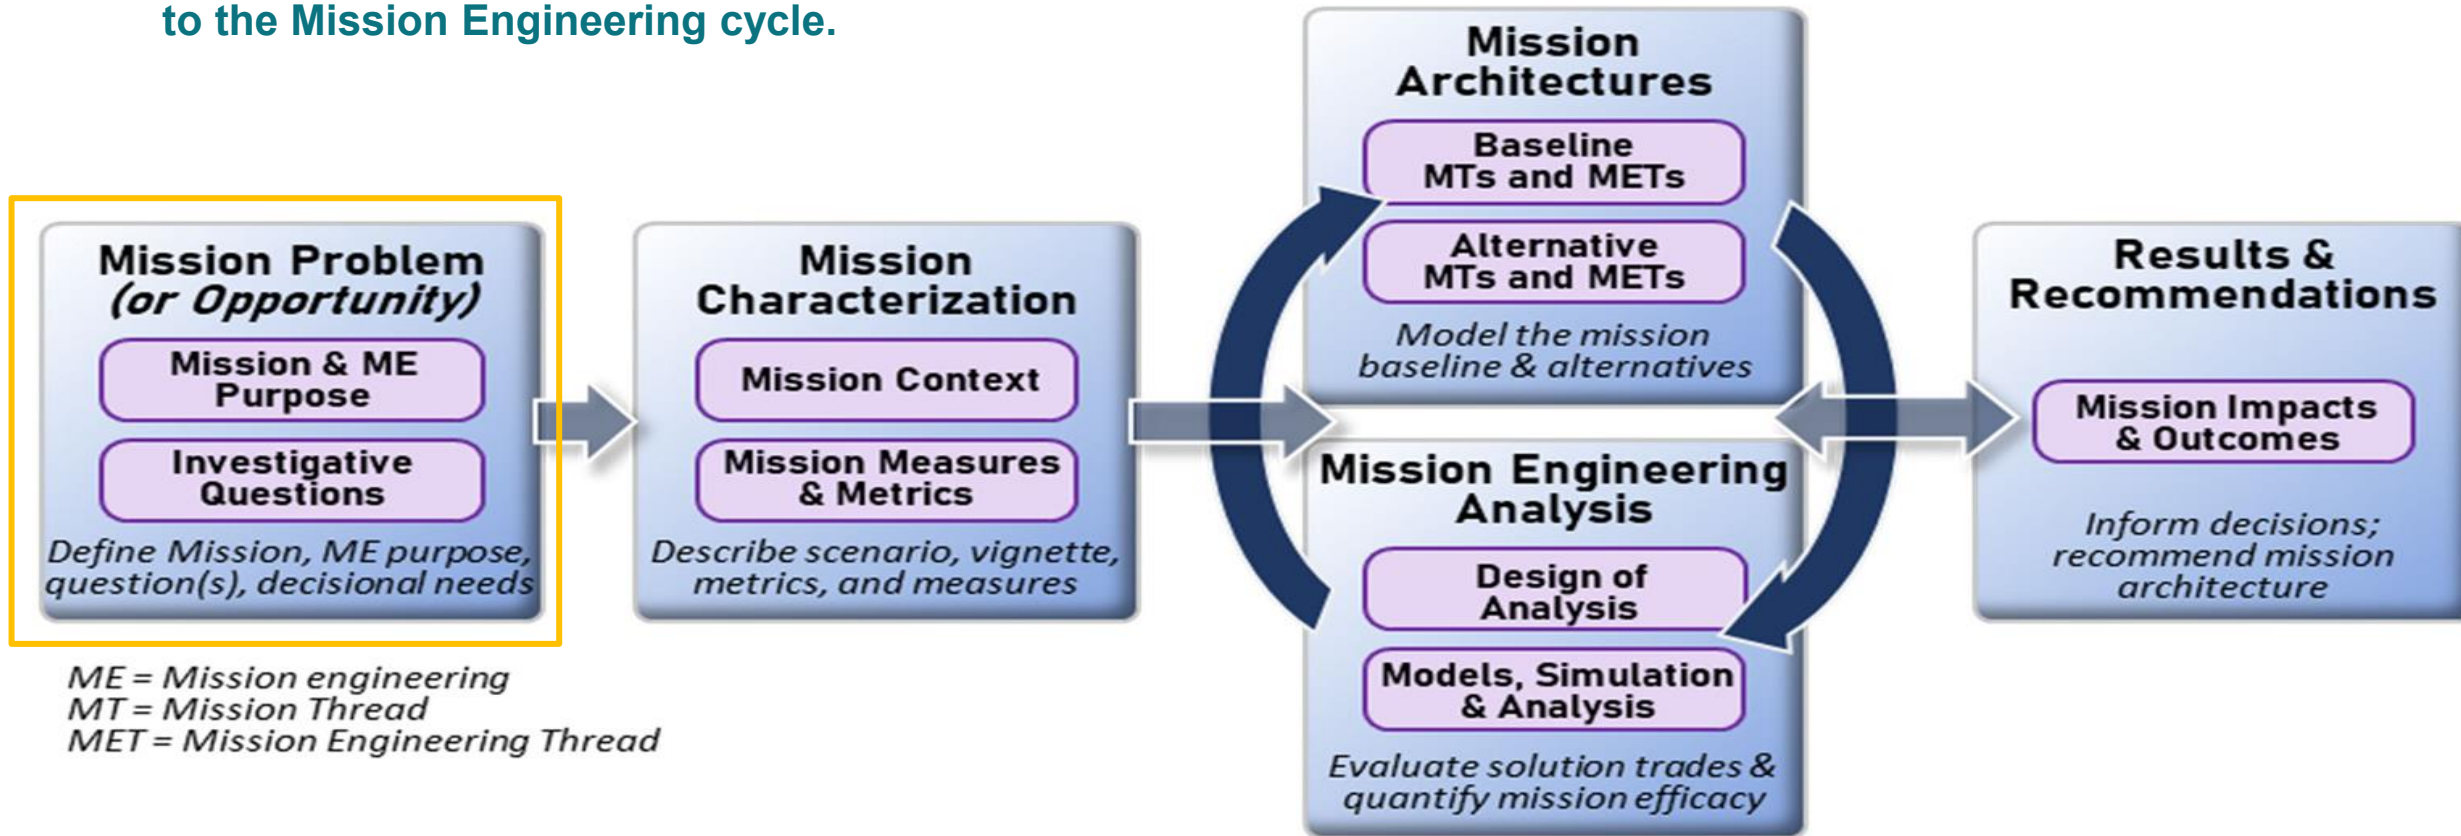 to the Mission Engineering cycle.
Mission Problem
(or Opportunity)
Mission & ME
Purpose
Investigative
Questions
Define Mission, ME purpose,
question(s), decisional needs
ME = Mission engineering
MT = Mission Thread
MET = Mission Engineering Thread
Mission
Characterization
Mission Context
Mission Measures
& Metrics
Describe scenario, vignette,
metrics, and measures
Mission
Architectures
Baseline
MTs and METs
Alternative
MTs and METs
Model the mission
baseline & alternatives
Mission Engineering
Analysis
Design of
Analysis
Models, Simulation
& Analysis
Evaluate solution trades &
quantify mission efficacy
Results &
Recommendations
Mission Impacts
& Outcomes
Inform decisions;
recommend mission
architecture